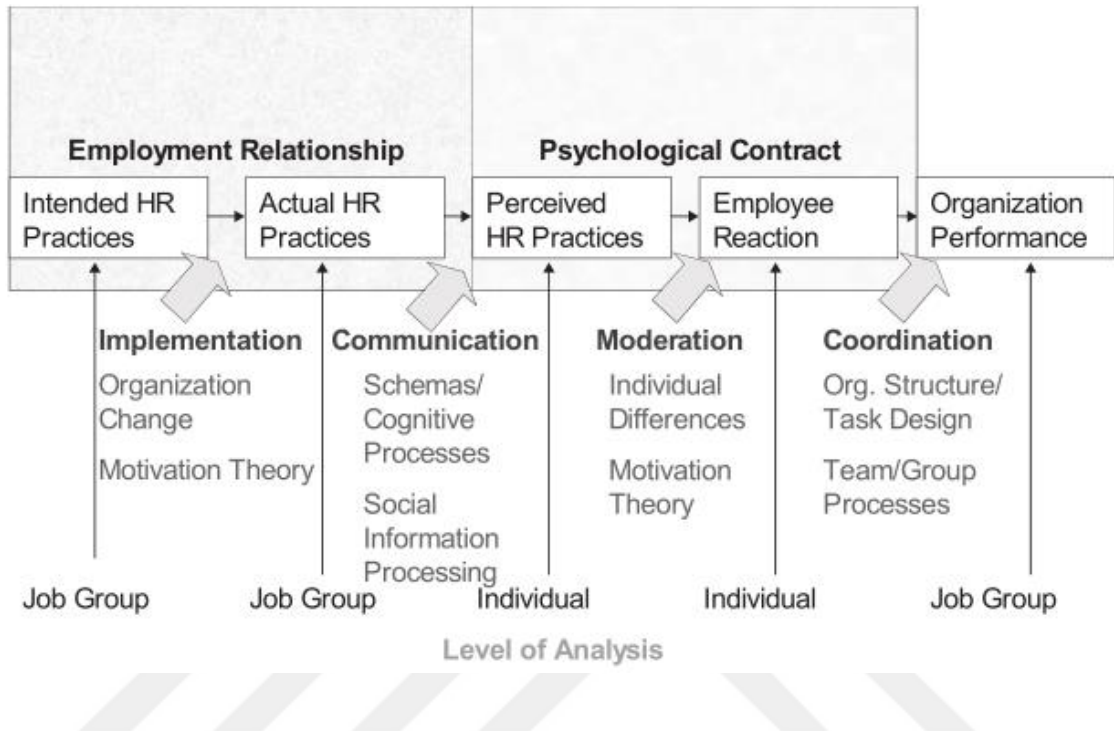 Employment Relationship
Psychological Contract
Intended HR
Practices
Actual HR
Practices
Perceived
HR Practices
Employee
Reaction
Organization
Performance
Implementation
Organization
Change
Motivation Theory
Communication
Schemas/
Cognitive
Processes
Social
Information
Processing
Moderation
Individual
Differences
Motivation
Theory
Coordination
Org. Structure/
Task Design
Team/Group
Processes
Job Group
Job Group
Individual
Individual
Job Group
Level of Analysis